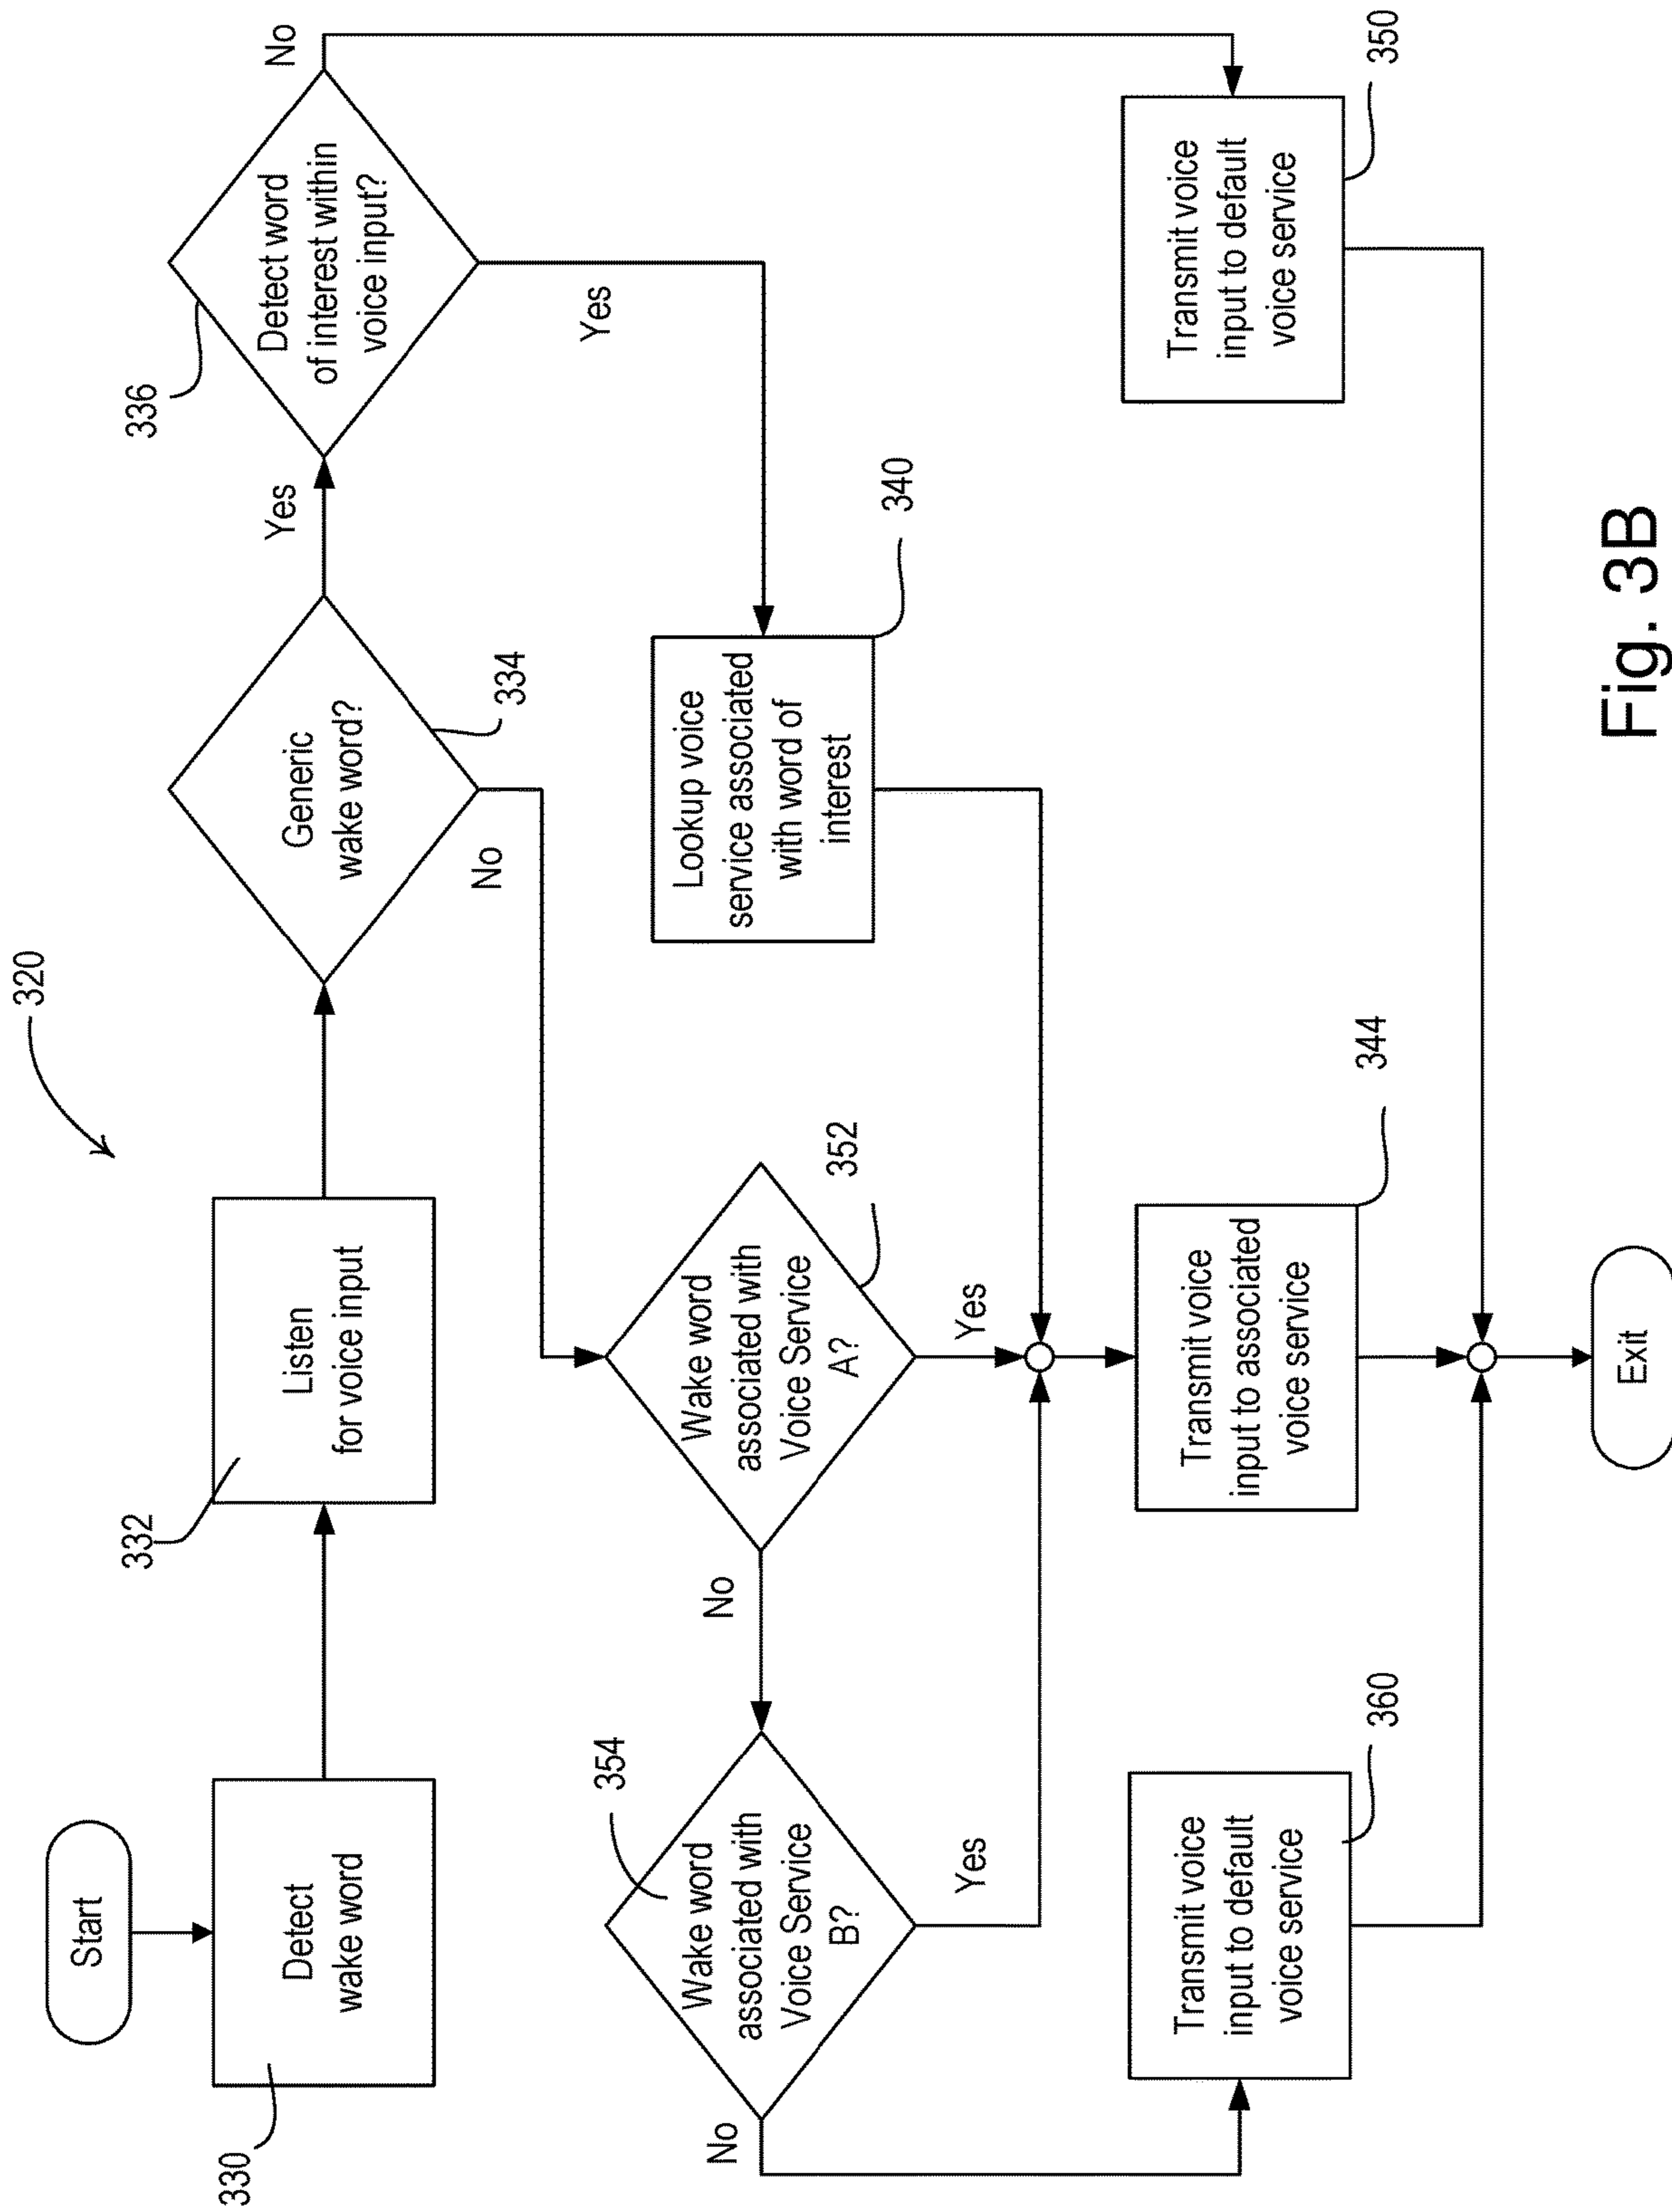 320
Start
Detect
wake word
330
Listen
for voice input
332
Generic
wake word?
334
Yes
No
Detect word
of interest within
voice input?
336
No
Yes
Wake word
associated with
Voice Service
B?
354
No
Yes
Wake word
associated with
Voice Service
A?
352
No
Yes
Lookup voice
service associated
with word of
interest
340
Transmit voice
input to default
voice service
360
Transmit voice
input to associated
voice service
344
Transmit voice
input to default
voice service
350
Exit
Fig. 3B